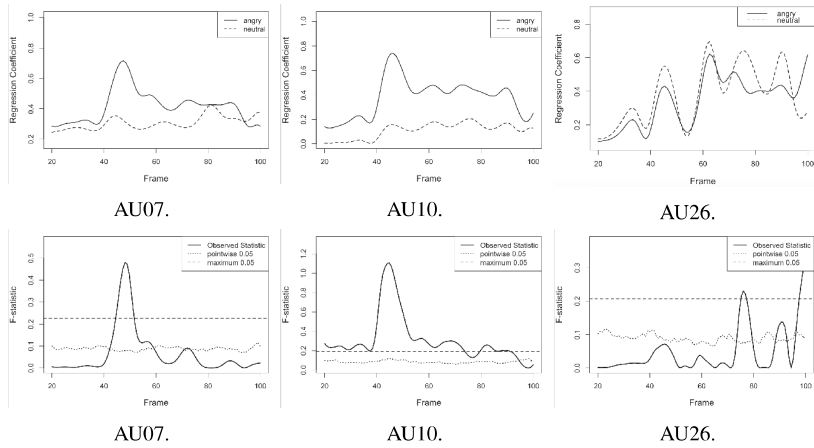 angry
neutral
Regression Coefficient
0.2 0.4 0.6 0.8 1.0
20 40 60 80 100
Frame
AU07.
angry
neutral
Regression Coefficient
0.0 0.2 0.4 0.6 0.8 1.0
20 40 60 80 100
Frame
AU10.
angry
neutral
Regression Coefficient
0.2 0.4 0.6 0.8
20 40 60 80 100
Frame
AU26.
Observed Statistic
pointwise 0.05
maximum 0.05
F-statistic
0.0 0.1 0.2 0.3 0.4 0.5
20 40 60 80 100
Frame
AU07.
Observed Statistic
pointwise 0.05
maximum 0.05
F-statistic
0.0 0.2 0.4 0.6 0.8 1.0 1.2
20 40 60 80 100
Frame
AU10.
Observed Statistic
pointwise 0.05
maximum 0.05
F-statistic
0.0 0.1 0.2 0.3
20 40 60 80 100
Frame
AU26.